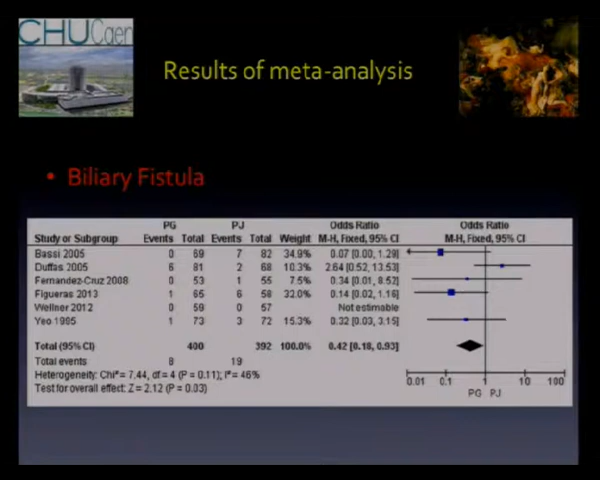 CHU Caen
Results of meta-analysis
• Biliary Fistula
PG PJ Odds Ratio Odds Ratio
Study or Subgroup Events Total Events Total Weight M-H, Fixed, 95% CI M-H, Fixed, 95% CI
Bassi 2005 0 69 7 82 34.9% 0.07 [0.00, 1.29]
Duffas 2005 6 81 2 68 10.3% 2.64 [0.52, 13.53]
Fernandez-Cruz 2008 0 53 1 55 7.5% 0.34 [0.01, 8.52]
Figueras 2013 1 65 6 58 32.0% 0.14 [0.02, 1.16]
Wellner 2012 0 59 0 57 Not estimable
Yeo 1995 1 73 3 72 15.3% 0.32 [0.03, 3.15]
Total (95% CI) 400 392 100.0% 0.42 [0.18, 0.93]
Total events 8 19
Heterogeneity: Chi² = 7.44, df = 4 (P = 0.11); I² = 46%
Test for overall effect: Z = 2.12 (P = 0.03)
0.01 0.1 1 10 100
PG PJ